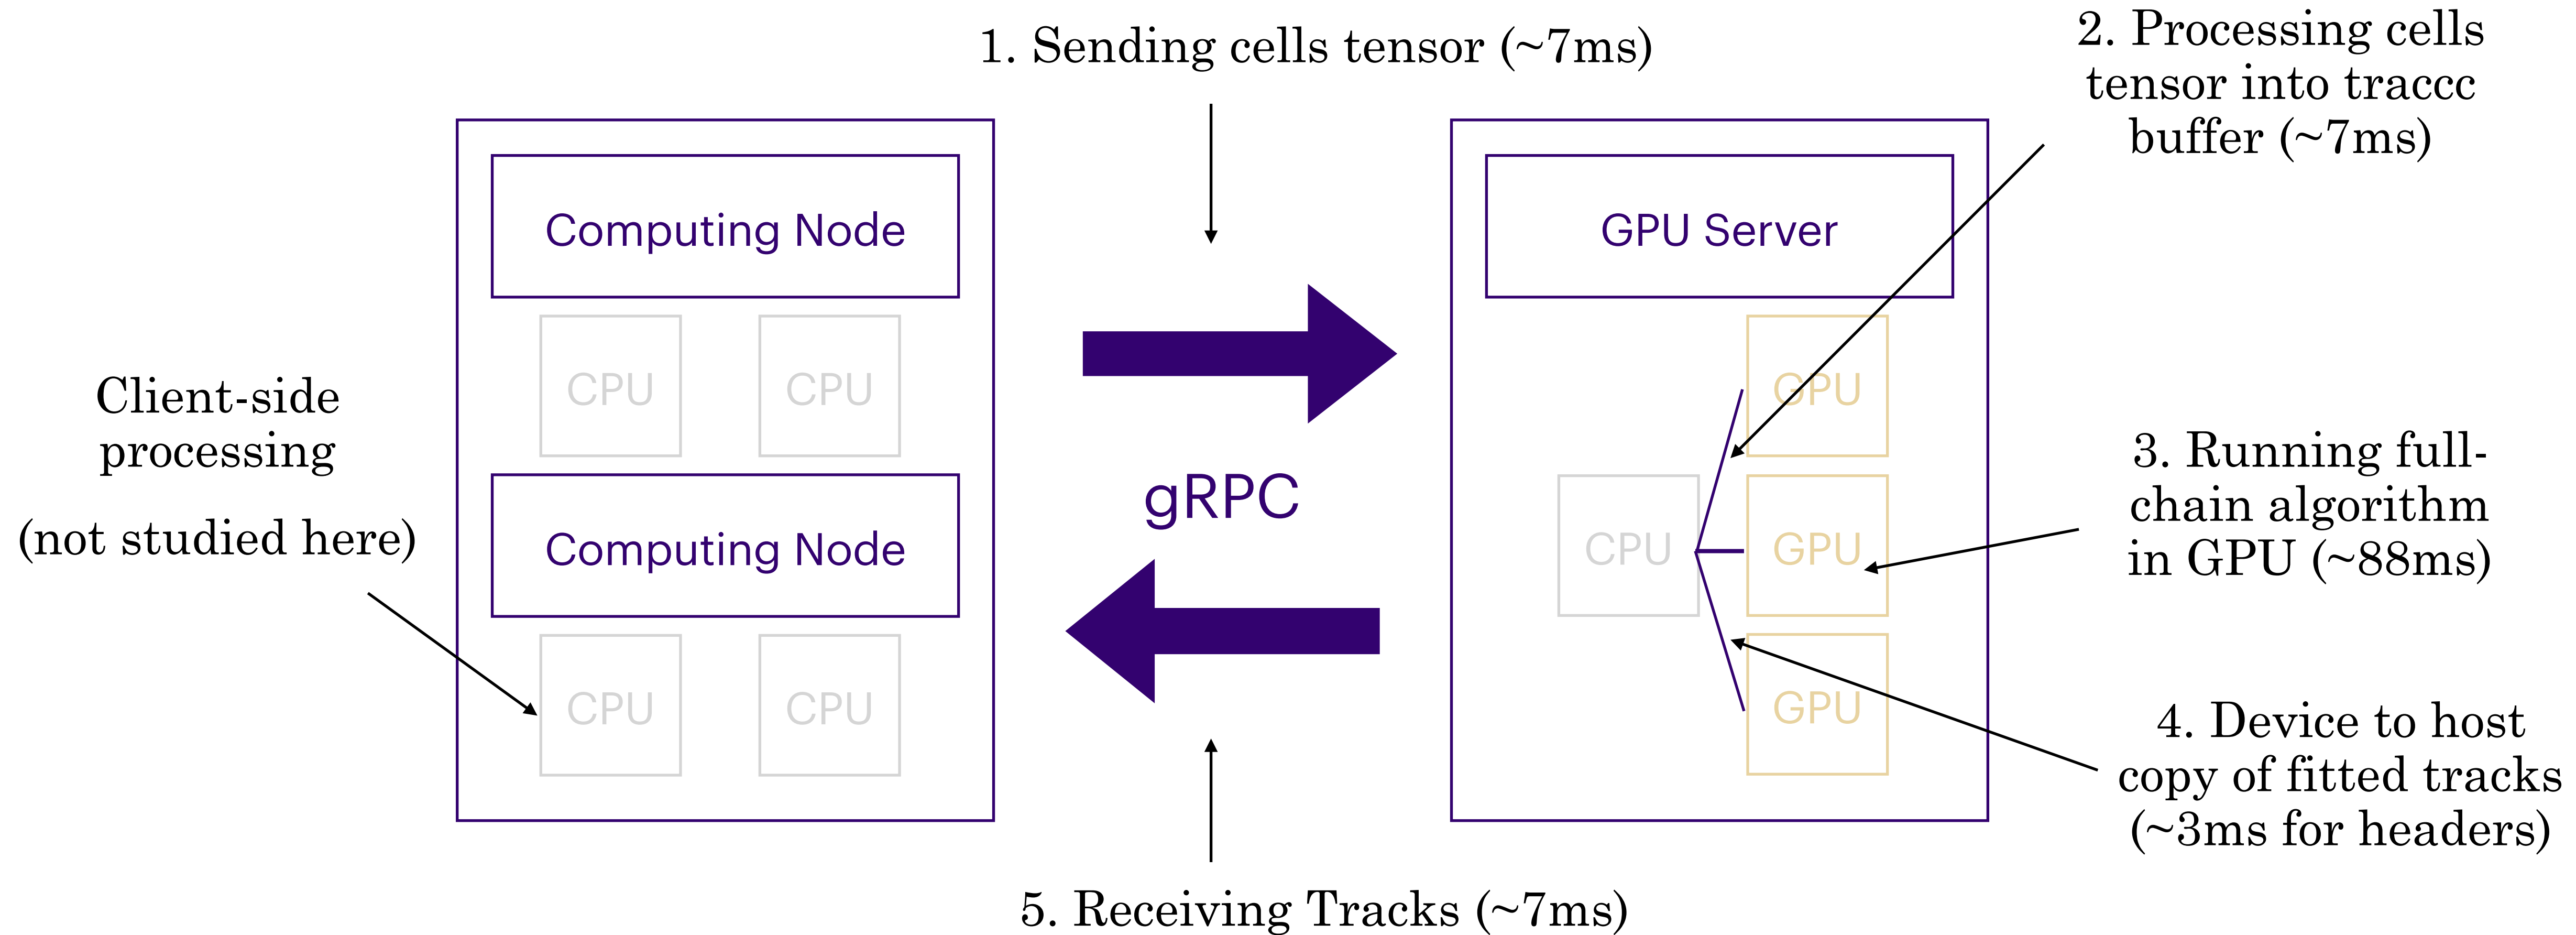 1. Sending cells tensor (~7ms)
2. Processing cells
tensor into traccc
buffer (~7ms)
Computing Node
GPU Server
CPU
CPU
GPU
Client-side
processing
(not studied here)
gRPC
Computing Node
CPU
GPU
3. Running full-
chain algorithm
in GPU (~88ms)
CPU
CPU
GPU
4. Device to host
copy of fitted tracks
(~3ms for headers)
5. Receiving Tracks (~7ms)